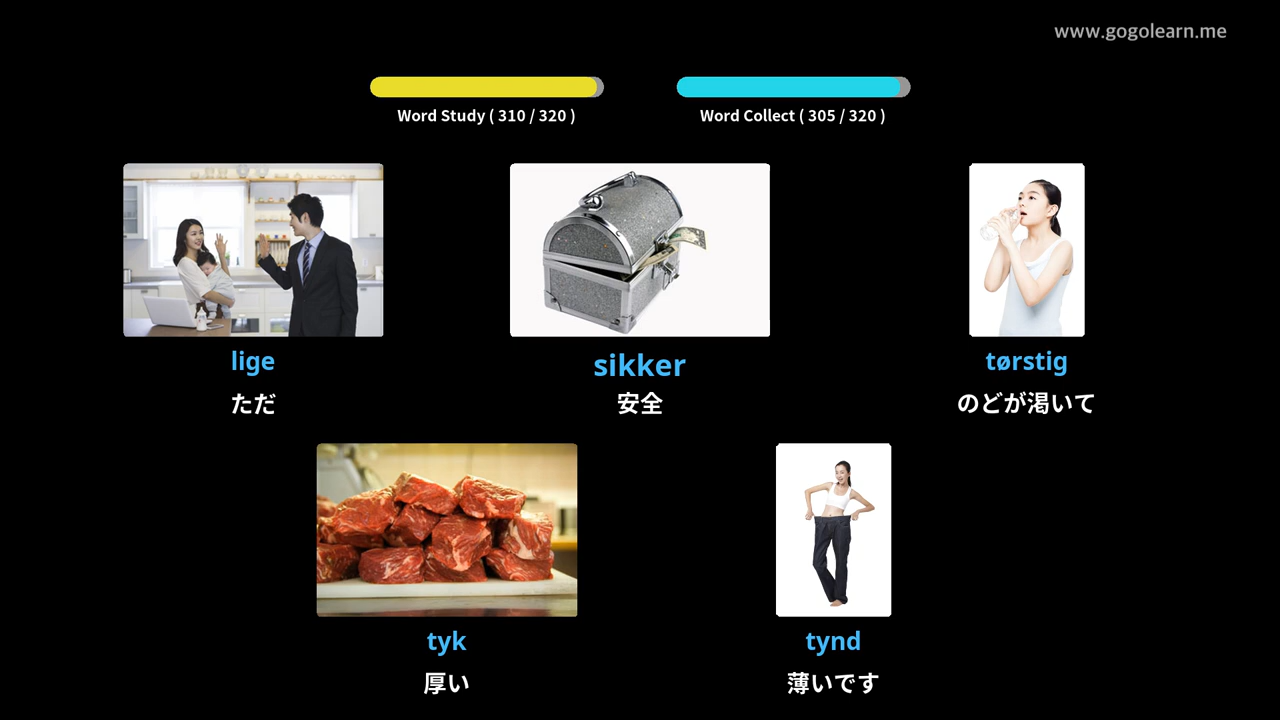 www.gogolearn.me
Word Study ( 310 / 320 )
Word Collect ( 305 / 320 )
lige
sikker
tørstig
ただ
安全
のどが渇いて
tyk
tynd
厚い
薄いです